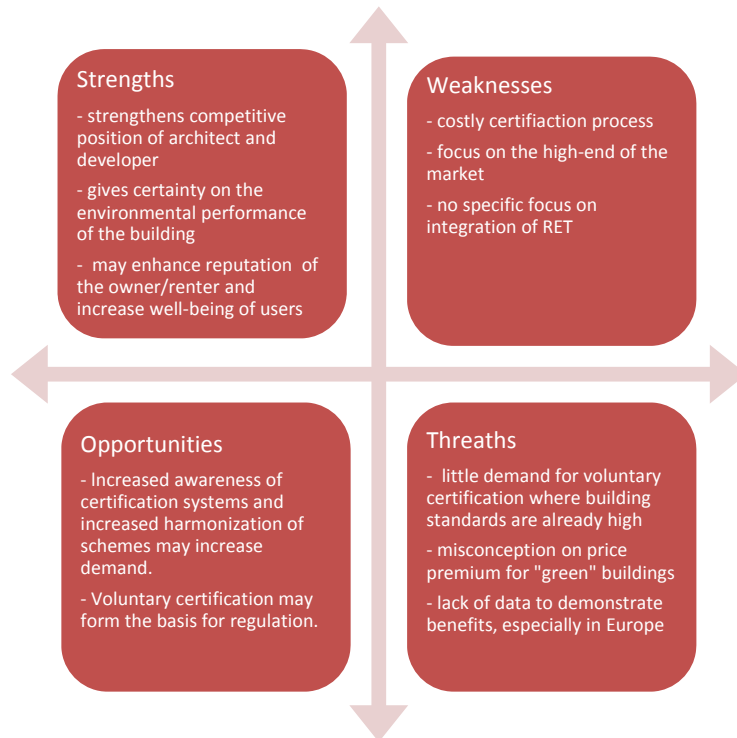 Strengths
- strengthens competitive
position of architect and
developer
- gives certainty on the
environmental performance
of the building
- may enhance reputation of
the owner/renter and
increase well-being of users
Weaknesses
- costly certifiaction process
- focus on the high-end of the
market
- no specific focus on
integration of RET
Opportunities
- Increased awareness of
certification systems and
increased harmonization of
schemes may increase
demand.
- Voluntary certification may
form the basis for regulation.
Threaths
- little demand for voluntary
certification where building
standards are already high
- misconception on price
premium for "green" buildings
- lack of data to demonstrate
benefits, especially in Europe